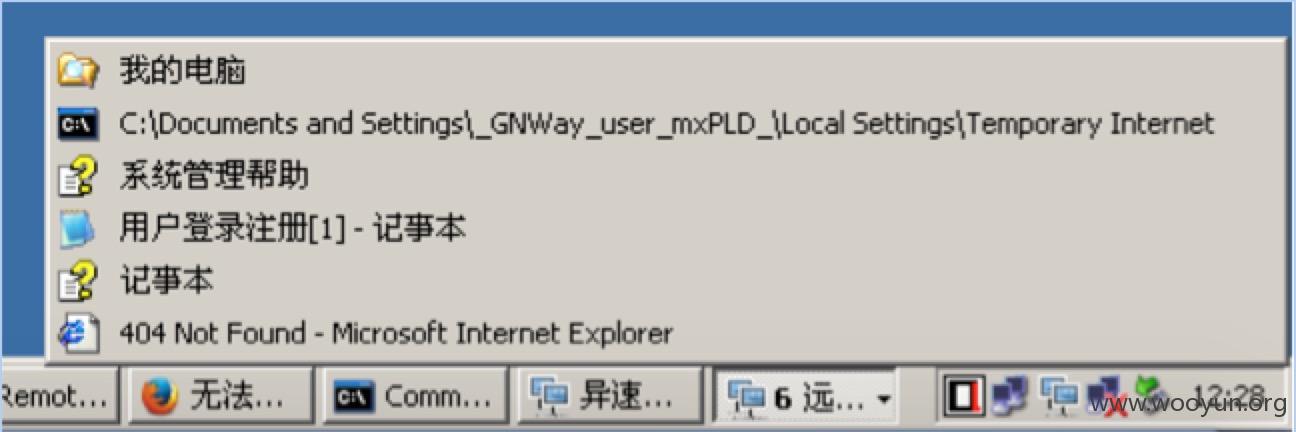 我的电脑
C:\Documents and Settings\_GNWay_user_mxPLD_\Local Settings\Temporary Internet
系统管理帮助
用户登录注册[1] - 记事本
记事本
404 Not Found - Microsoft Internet Explorer
Remot... 无法... Comm... 异速... 6 远... 12:28
www.wooyun.org